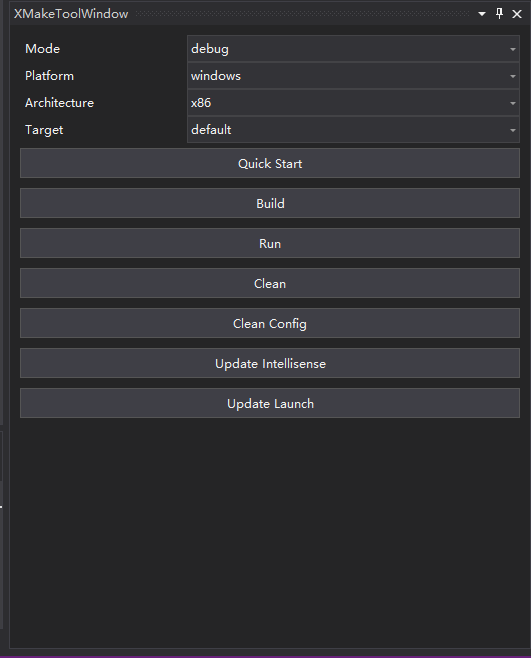 XMakeToolWindow
Mode debug
Platform windows
Architecture x86
Target default
Quick Start
Build
Run
Clean
Clean Config
Update Intellisense
Update Launch